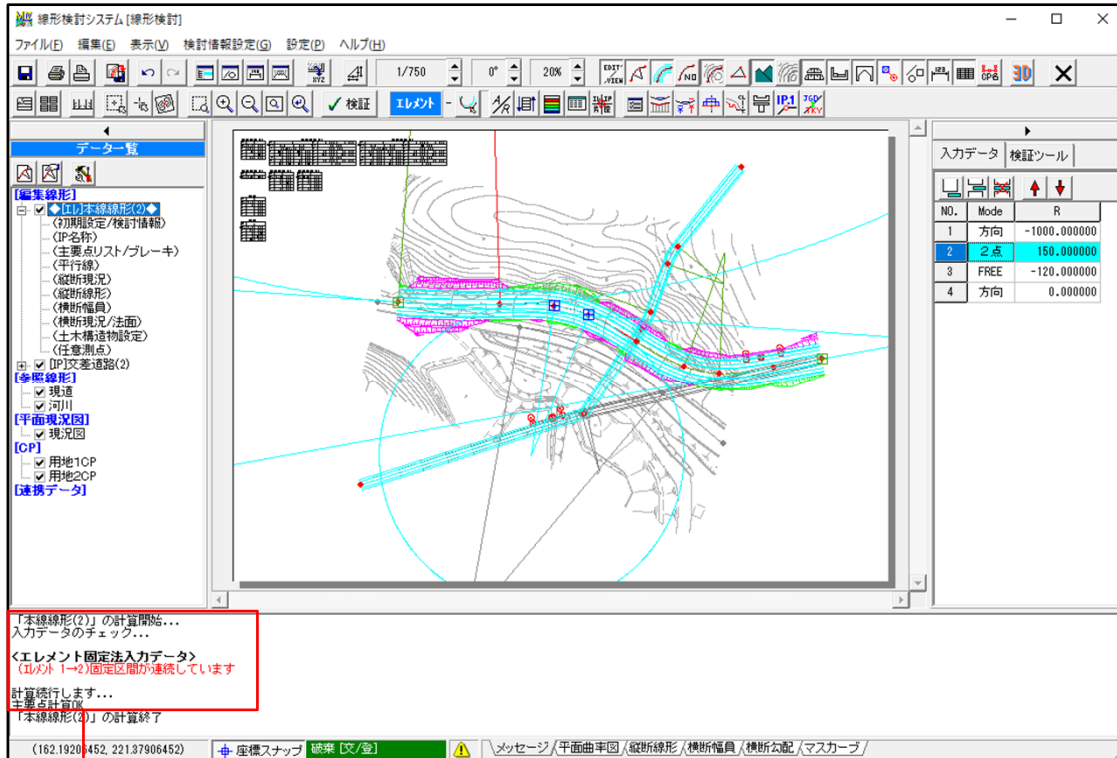 線形検討システム [線形検討]
ファイル(F) 編集(E) 表示(V) 検討情報設定(G) 設定(P) ヘルプ(H)
1/750 0° 20% EDIT VIEW NO 3D
検証 エレメント A/R IP.1
データ一覧
[編集線形]
◆[エレ]本線線形(2)◆
(初期設定/検討情報)
(IP名称)
(主要点リスト/ブレーキ)
(平行線)
(縦断現況)
(縦断線形)
(横断幅員)
(横断現況/法面)
(土木構造物設定)
(任意測点)
[IP]交差道路(2)
[参照線形]
現道
河川
[平面現況図]
現況図
[CP]
用地1CP
用地2CP
[連携データ]
入力データ 検証ツール
NO. Mode R
1 方向 -1000.000000
2 2点 150.000000
3 FREE -120.000000
4 方向 0.000000
「本線線形(2)」の計算開始...
入力データのチェック...
<エレメント固定法入力データ>
(エレメント 1→2)固定区間が連続しています
計算続行します...
主要点計算OK
「本線線形(2)」の計算終了
(162.19206452, 221.37906452) 座標スナップ 破棄 [交/登] メッセージ 平面曲率図 縦断線形 横断幅員 横断勾配 マスカーブ